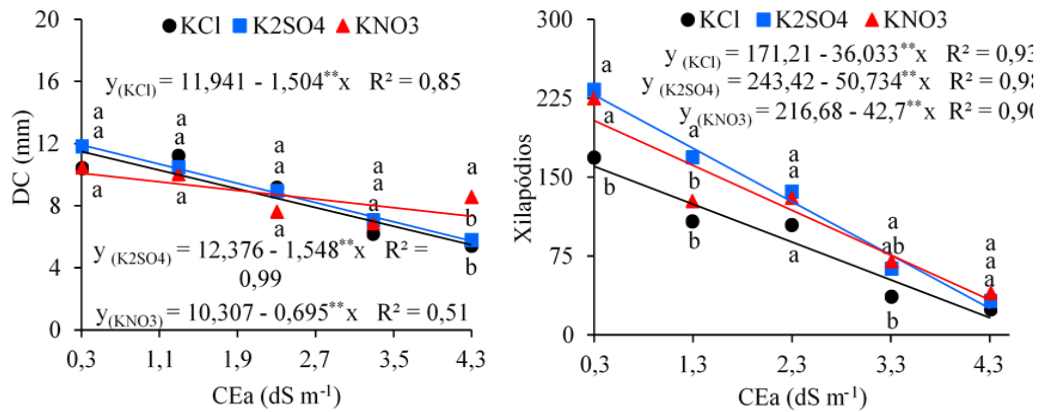 KCl K2SO4 KNO3
y(KCl) = 11,941 - 1,504**x R² = 0,85
y(K2SO4) = 12,376 - 1,548**x R² =
0,99
y(KNO3) = 10,307 - 0,695**x R² = 0,51
DC (mm)
20
16
12
8
4
0
a
a
a
a
a
a
a
a
a
a
a
a
a
b
b
0,3 1,1 1,9 2,7 3,5 4,3
CEa (dS m-1)
KCl K2SO4 KNO3
y (KCl) = 171,21 - 36,033**x R² = 0,93
y (K2SO4) = 243,42 - 50,734**x R² = 0,98
y (KNO3) = 216,68 - 42,7**x R² = 0,90
Xilapódios
300
225
150
75
0
a
a
b
a
b
b
a
a
a
a
ab
b
a
a
a
0,3 1,3 2,3 3,3 4,3
CEa (dS m-1)